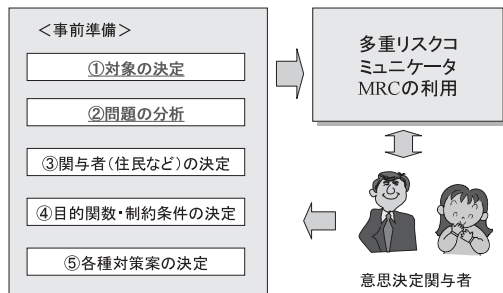 ＜事前準備＞
①対象の決定
②問題の分析
③関与者(住民など)の決定
④目的関数・制約条件の決定
⑤各種対策案の決定
多重リスクコ
ミュニケータ
MRCの利用
意思決定関与者